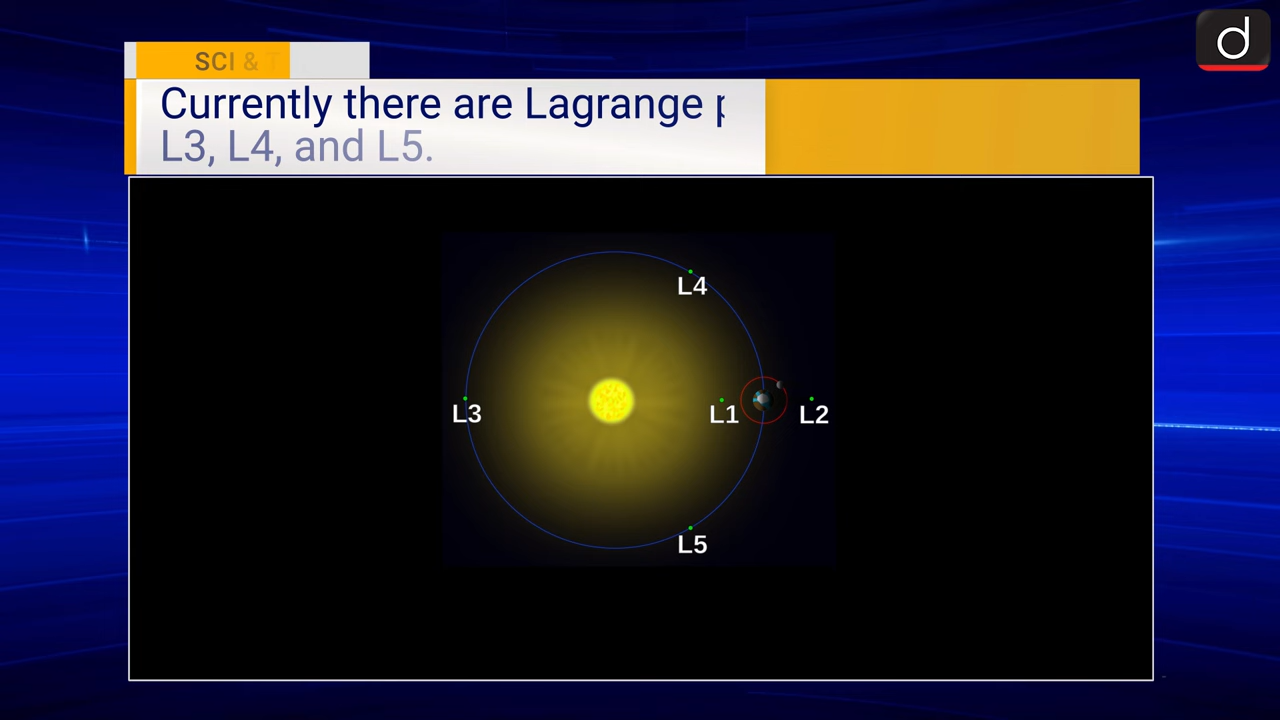 SCI &
Currently there are Lagrange
L3, L4, and L5.
L4
L3
L1
L2
L5
d